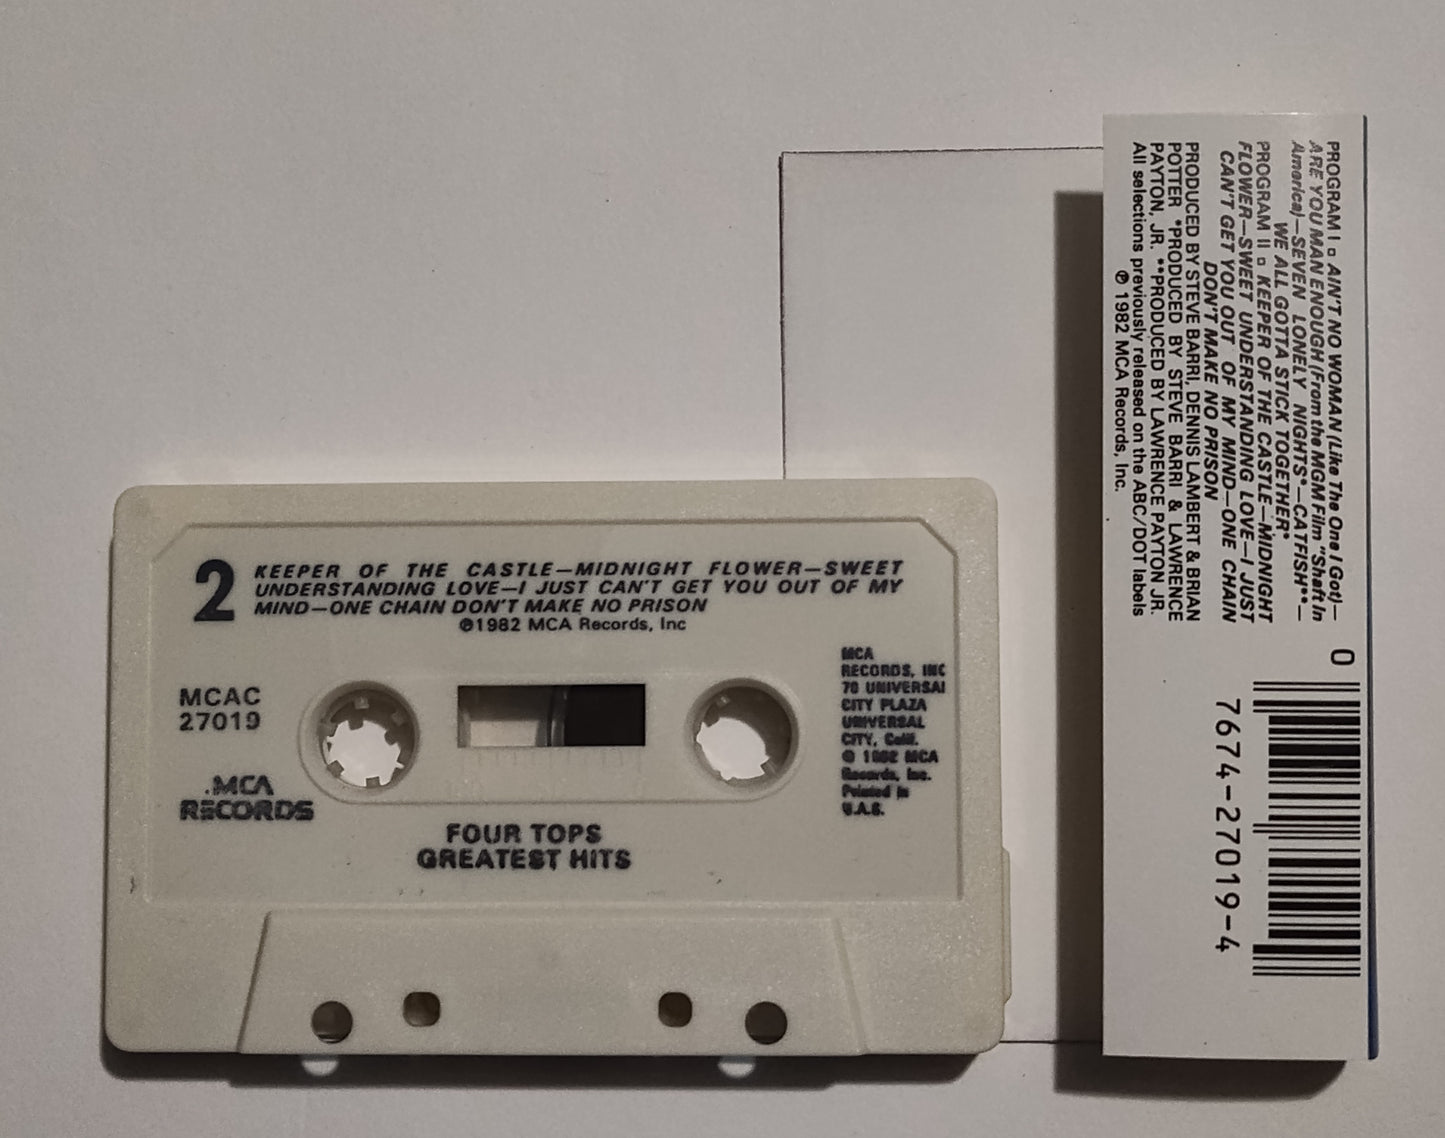 2
KEEPER OF THE CASTLE—MIDNIGHT FLOWER—SWEET
UNDERSTANDING LOVE—I JUST CAN'T GET YOU OUT OF MY
MIND—ONE CHAIN DON'T MAKE NO PRISON
℗1982 MCA Records, Inc
MCAC
27019
MCA
RECORDS
MCA
RECORDS, INC
70 UNIVERSAL
CITY PLAZA
UNIVERSAL
CITY, Calif.
© 1982 MCA
Records, Inc.
Printed in
U.S.A.
FOUR TOPS
GREATEST HITS
PROGRAM I ▫ AIN'T NO WOMAN (Like The One I Got)—
ARE YOU MAN ENOUGH (From the MGM Film "Shaft In
America)—SEVEN LONELY NIGHTS*—CATFISH**—
WE ALL GOTTA STICK TOGETHER*
PROGRAM II ▫ KEEPER OF THE CASTLE—MIDNIGHT
FLOWER—SWEET UNDERSTANDING LOVE—I JUST
CAN'T GET YOU OUT OF MY MIND—ONE CHAIN
DON'T MAKE NO PRISON
PRODUCED BY STEVE BARRI, DENNIS LAMBERT & BRIAN
POTTER *PRODUCED BY STEVE BARRI & LAWRENCE
PAYTON, JR. **PRODUCED BY LAWRENCE PAYTON JR.
All selections previously released on the ABC/DOT labels
℗ 1982 MCA Records, Inc.
0
7674-27019-4